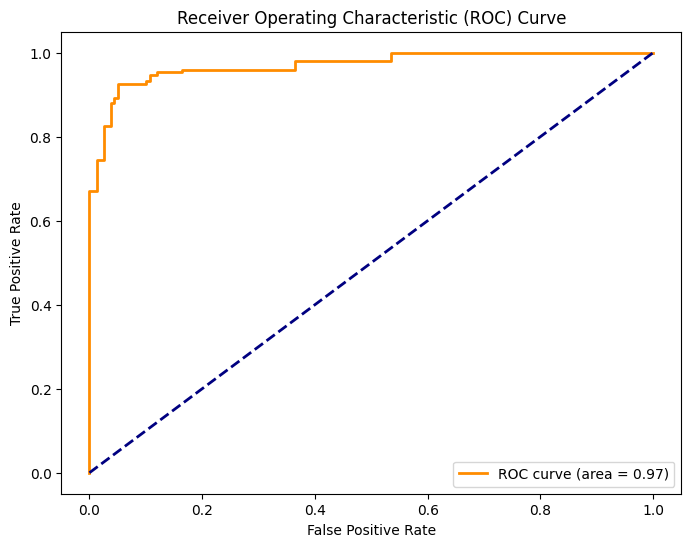 Receiver Operating Characteristic (ROC) Curve
1.0
0.8
0.6
0.4
0.2
0.0
True Positive Rate
ROC curve (area = 0.97)
0.0 0.2 0.4 0.6 0.8 1.0
False Positive Rate